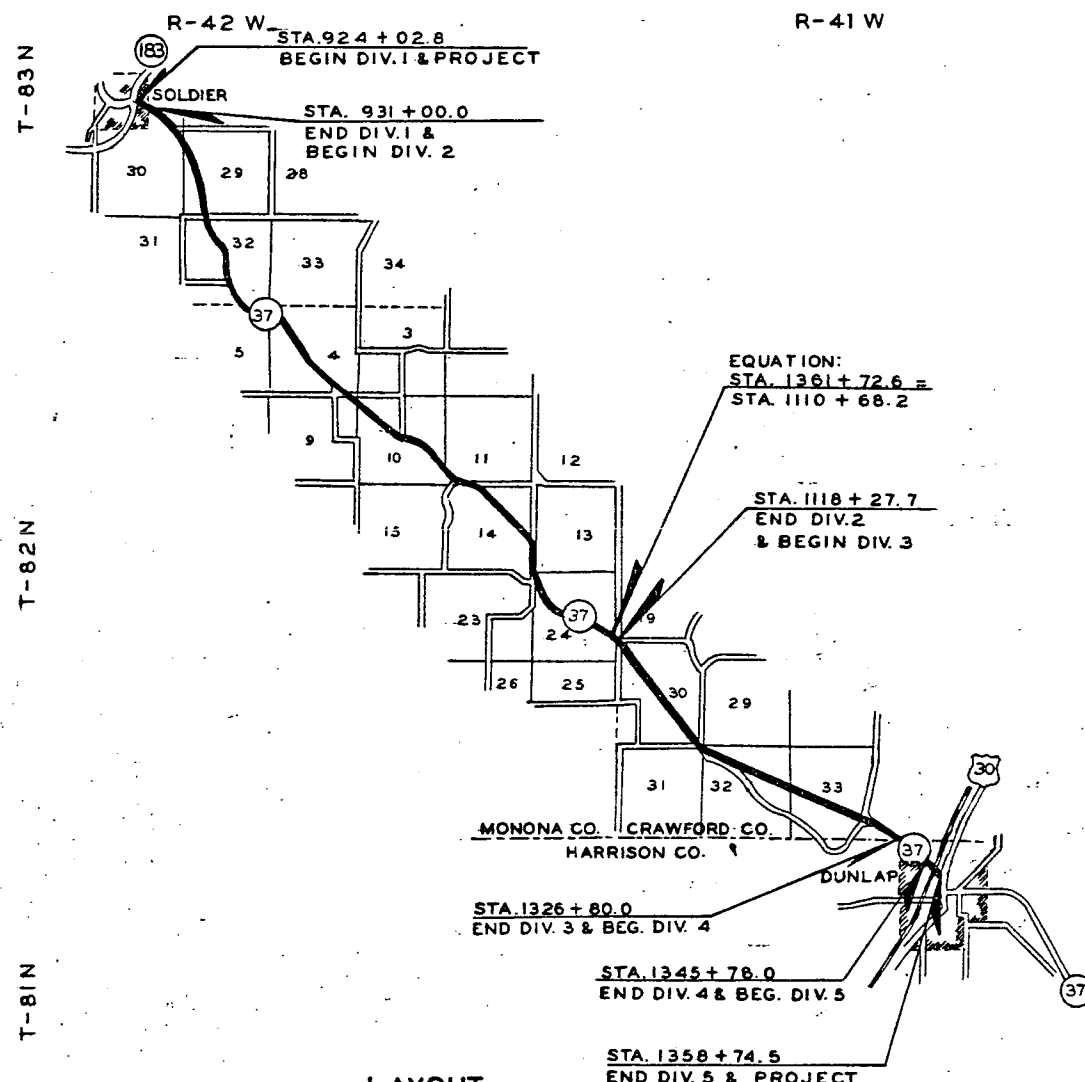 R-42 W
R-41 W
T-83N
183
STA. 924 + 02.8
BEGIN DIV. 1 & PROJECT
SOLDIER
STA. 931 + 00.0
END DIV. 1 &
BEGIN DIV. 2
30
29
28
31
32
33
34
37
5
4
3
EQUATION:
STA. 1361 + 72.6 =
STA. 1110 + 68.2
9
10
11
12
STA. 1118 + 27.7
END DIV. 2
& BEGIN DIV. 3
T-82N
15
14
13
23
24
37
19
26
25
30
29
31
32
33
30
MONONA CO. CRAWFORD CO.
HARRISON CO.
37
DUNLAP
STA. 1326 + 80.0
END DIV. 3 & BEG. DIV. 4
T-81N
STA. 1345 + 78.0
END DIV. 4 & BEG. DIV. 5
37
STA. 1358 + 74.5
END DIV. 5 & PROJECT
LAYOUT